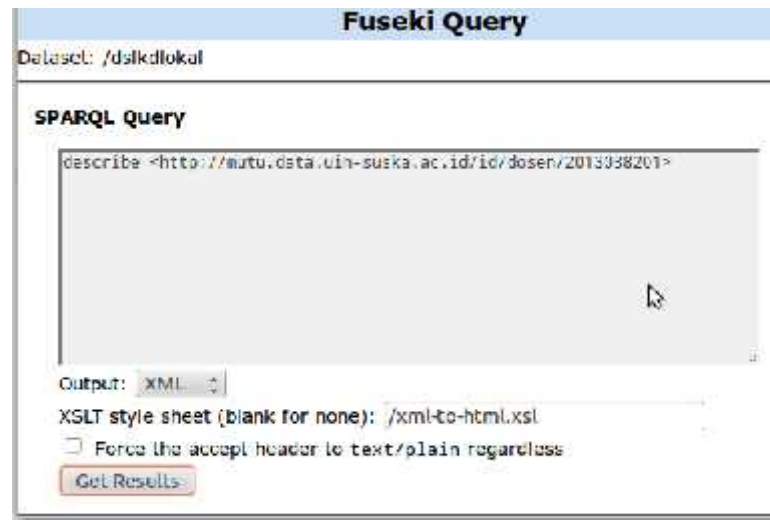 Fuseki Query
Dataset: /dslkdlokal
SPARQL Query
describe <http://mutu.data.uin-suska.ac.id/id/dosen/2013038201>
Output: XML
XSLT style sheet (blank for none): /xml-to-html.xsl
Force the accept header to text/plain regardless
Get Results